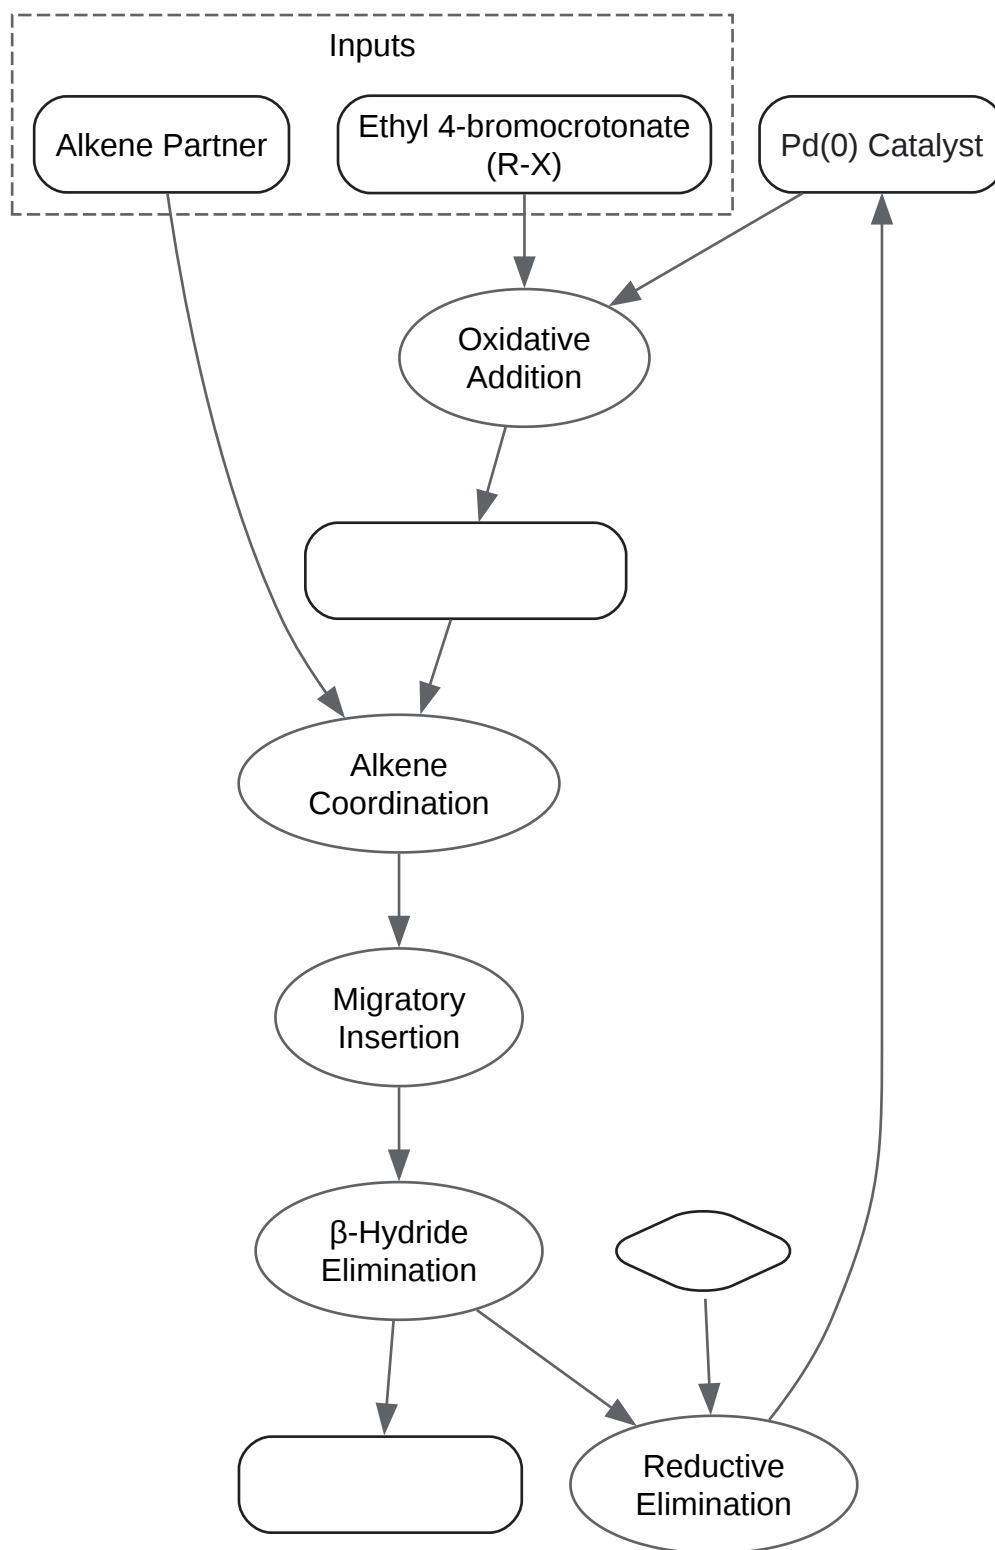 Inputs
Alkene Partner
Ethyl 4-bromocrotonate
(R-X)
Pd(0) Catalyst
Oxidative
Addition
Alkene
Coordination
Migratory
Insertion
β-Hydride
Elimination
Reductive
Elimination